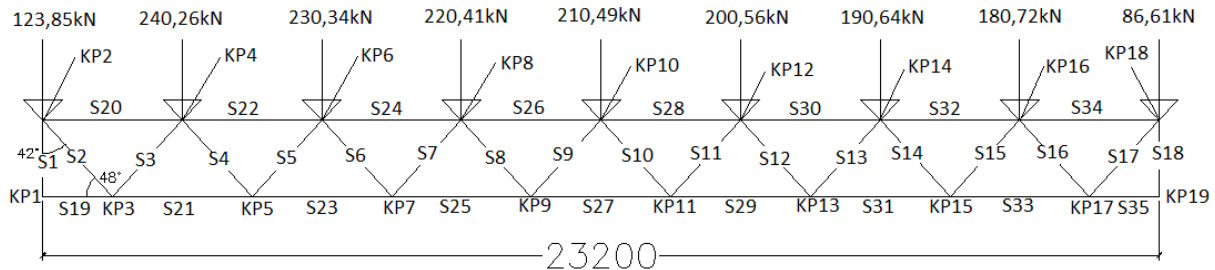 123,85kN 240,26kN 230,34kN 220,41kN 210,49kN 200,56kN 190,64kN 180,72kN 86,61kN
KP2 KP4 KP6 KP8 KP10 KP12 KP14 KP16 KP18
S20 S22 S24 S26 S28 S30 S32 S34
42° S1 S2 S3 S4 S5 S6 S7 S8 S9 S10 S11 S12 S13 S14 S15 S16 S17 S18
48°
KP1 S19 KP3 S21 KP5 S23 KP7 S25 KP9 S27 KP11 S29 KP13 S31 KP15 S33 KP17 S35 KP19
23200